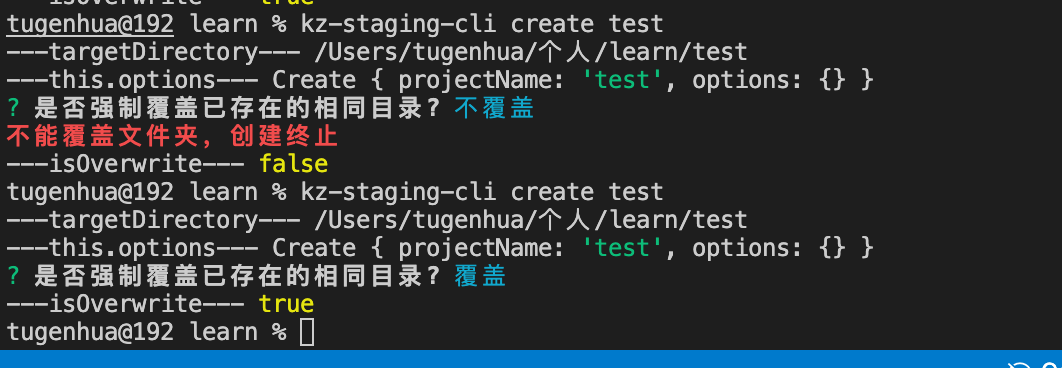 ---isOverwrite--- true
tugenhua@192 learn % kz-staging-cli create test
---targetDirectory--- /Users/tugenhua/个人/learn/test
---this.options--- Create { projectName: 'test', options: {} }
? 是否强制覆盖已存在的相同目录? 不覆盖
不能覆盖文件夹，创建终止
---isOverwrite--- false
tugenhua@192 learn % kz-staging-cli create test
---targetDirectory--- /Users/tugenhua/个人/learn/test
---this.options--- Create { projectName: 'test', options: {} }
? 是否强制覆盖已存在的相同目录? 覆盖
---isOverwrite--- true
tugenhua@192 learn %